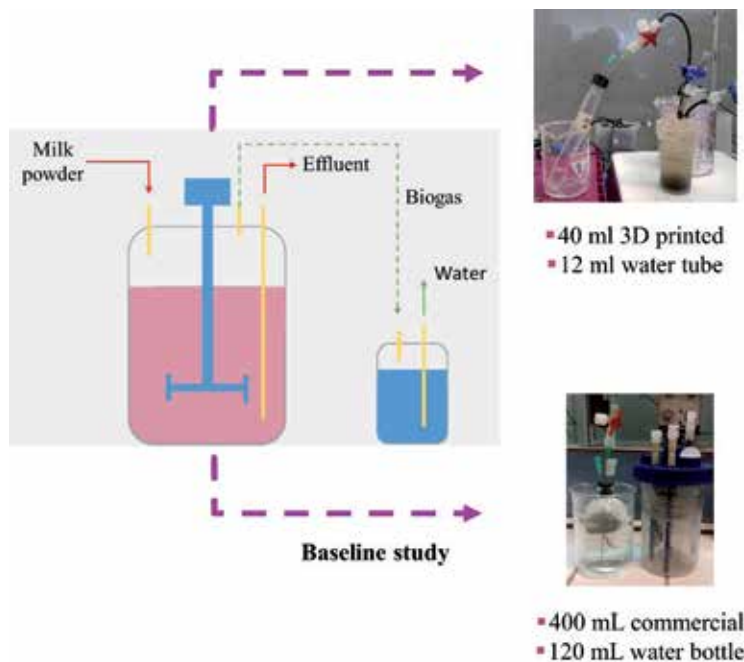 Milk
powder
Effluent
Biogas
Water
▪40 ml 3D printed
▪12 ml water tube
Baseline study
▪400 mL commercial
▪120 mL water bottle